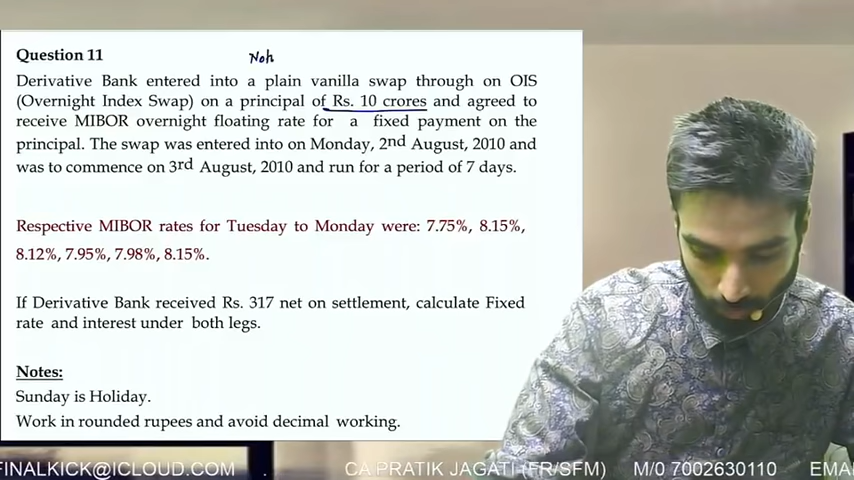 Question 11
Derivative Bank entered into a plain vanilla swap through on OIS
(Overnight Index Swap) on a principal of Rs. 10 crores and agreed to
receive MIBOR overnight floating rate for a fixed payment on the
principal. The swap was entered into on Monday, 2nd August, 2010 and
was to commence on 3rd August, 2010 and run for a period of 7 days.
Respective MIBOR rates for Tuesday to Monday were: 7.75%, 8.15%,
8.12%, 7.95%, 7.98%, 8.15%.
If Derivative Bank received Rs. 317 net on settlement, calculate Fixed
rate and interest under both legs.
Notes:
Sunday is Holiday.
Work in rounded rupees and avoid decimal working.
FINALKICK@ICLOUD.COM . CA PRATIK JAGATI (FR/SFM) M/0 7002630110 EMA